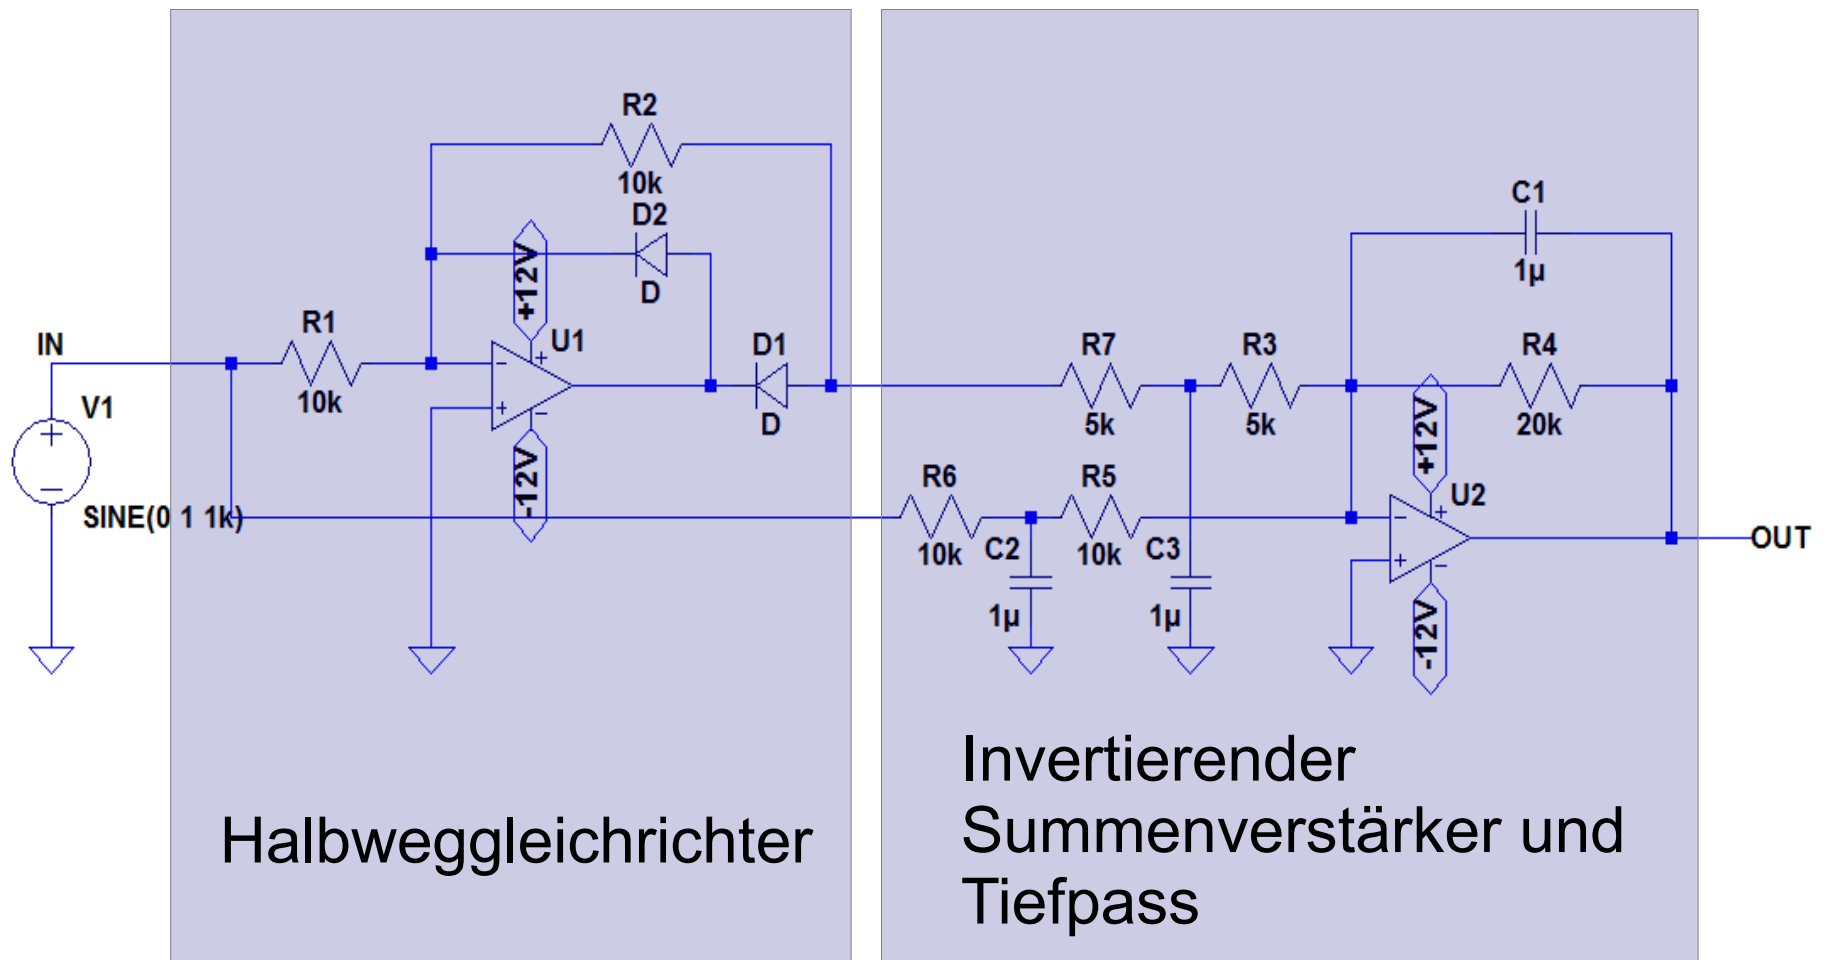 R2
10k
D2
D
+12V
U1
-12V
R1
10k
D1
D
IN
V1
SINE(0 1 1k)
C1
1µ
R7
5k
R3
5k
R4
20k
+12V
U2
-12V
R6
10k
R5
10k
C2
1µ
C3
1µ
OUT
Halbweggleichrichter
Invertierender
Summenverstärker und
Tiefpass